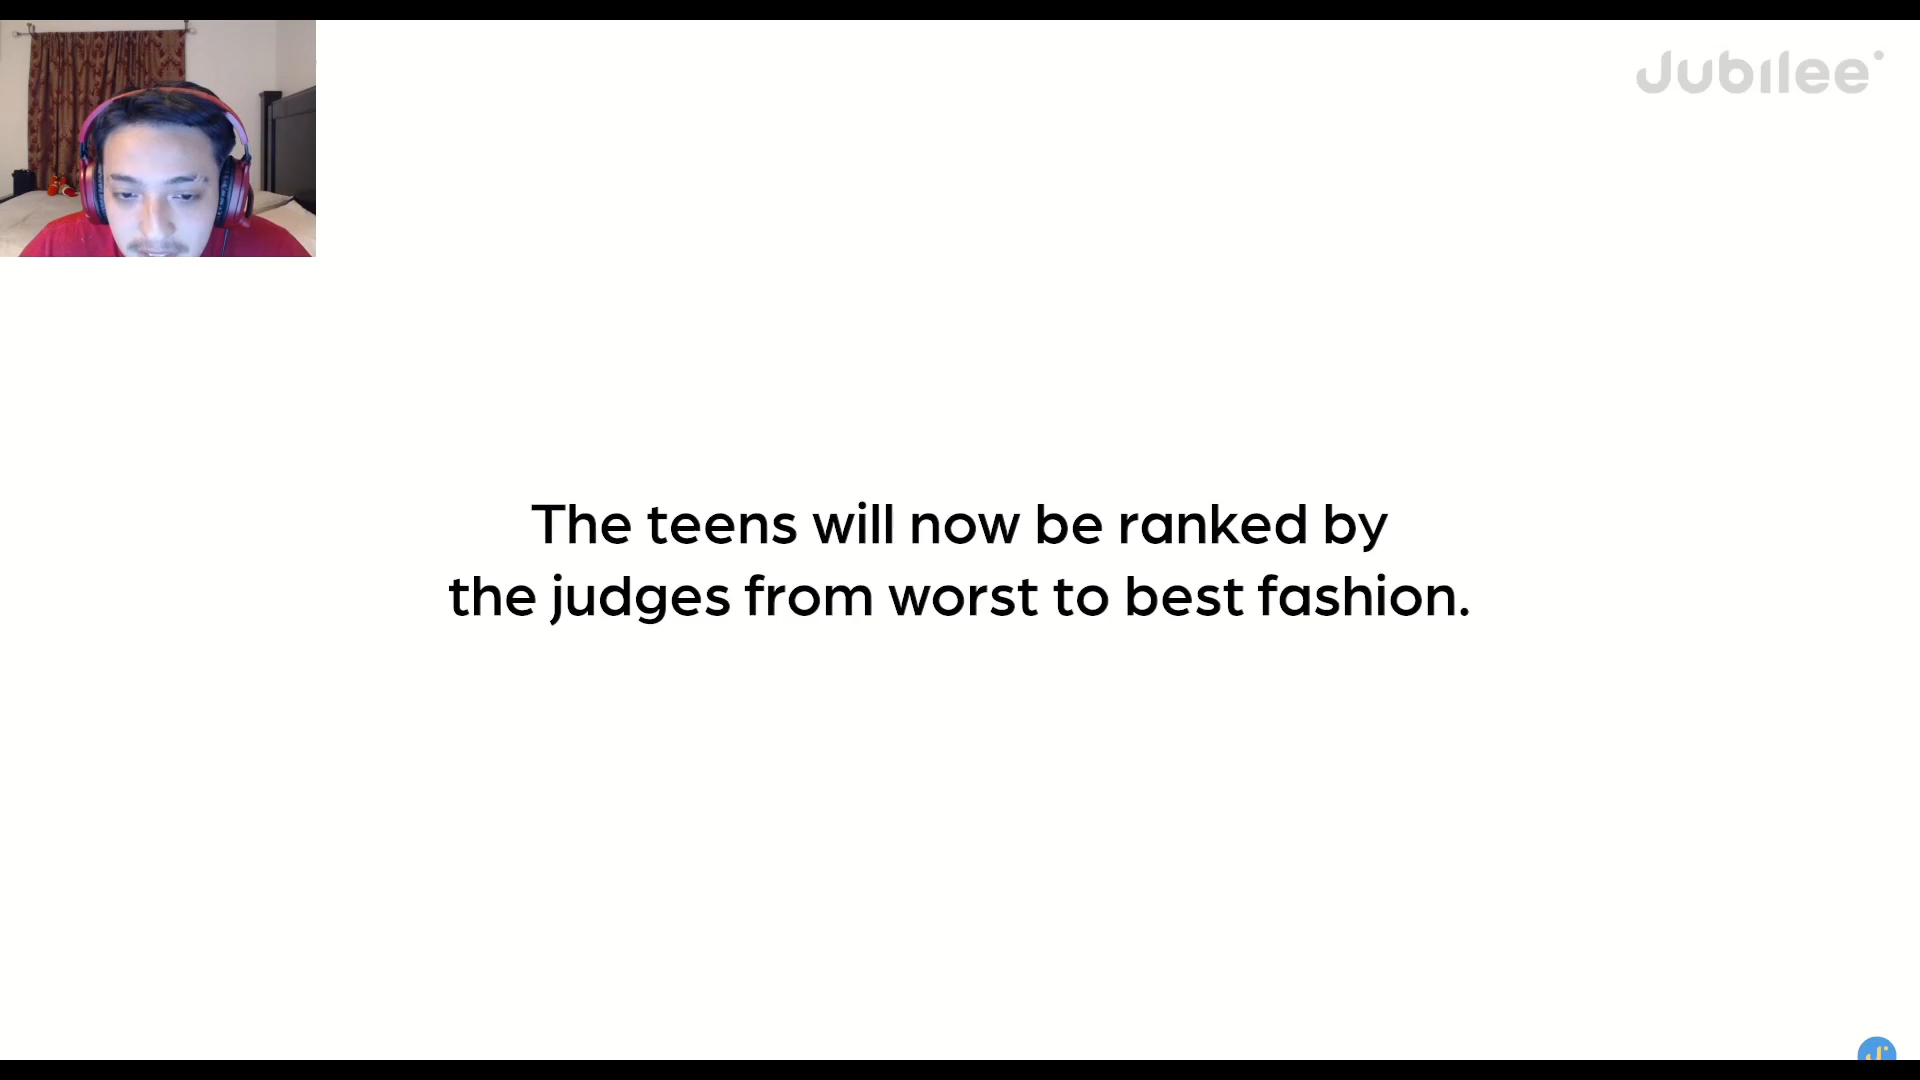 Jubilee
The teens will now be ranked by
the judges from worst to best fashion.